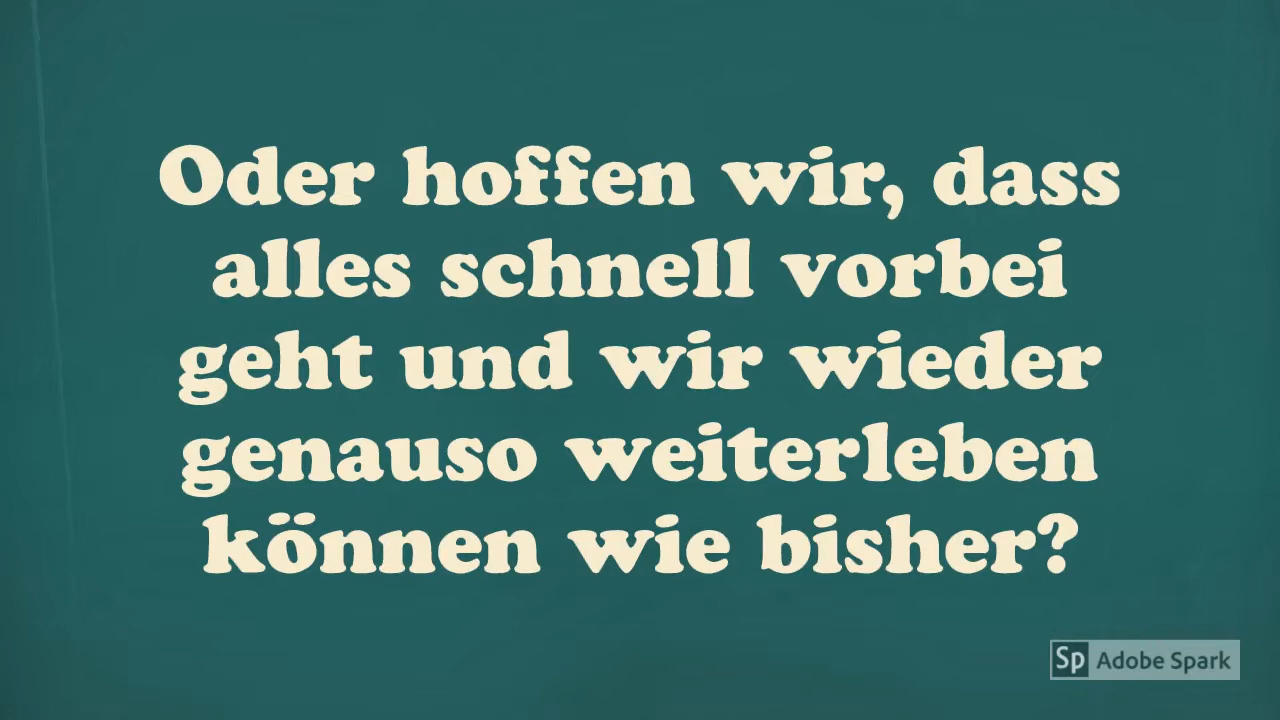 Oder hoffen wir, dass
alles schnell vorbei
geht und wir wieder
genauso weiterleben
können wie bisher?
Sp Adobe Spark